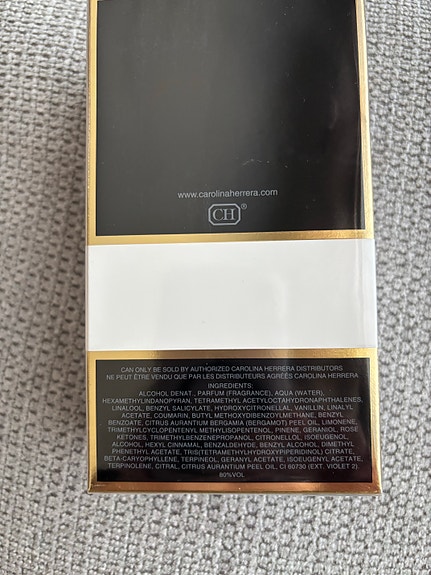 www.carolinaherrera.com
CH®
CAN ONLY BE SOLD BY AUTHORIZED CAROLINA HERRERA DISTRIBUTORS
NE PEUT ÊTRE VENDU QUE PAR LES DISTRIBUTEURS AGRÉÉS CAROLINA HERRERA
INGREDIENTS:
ALCOHOL DENAT., PARFUM (FRAGRANCE), AQUA (WATER),
HEXAMETHYLINDANOPYRAN, TETRAMETHYL ACETYLOCTAHYDRONAPHTHALENES,
LINALOOL, BENZYL SALICYLATE, HYDROXYCITRONELLAL, VANILLIN, LINALYL
ACETATE, COUMARIN, BUTYL METHOXYDIBENZOYLMETHANE, BENZYL
BENZOATE, CITRUS AURANTIUM BERGAMIA (BERGAMOT) PEEL OIL, LIMONENE,
TRIMETHYLCYCLOPENTENYL METHYLISOPENTENOL, PINENE, GERANIOL, ROSE
KETONES, TRIMETHYLBENZENEPROPANOL, CITRONELLOL, ISOEUGENOL,
ALCOHOL, HEXYL CINNAMAL, BENZALDEHYDE, BENZYL ALCOHOL, DIMETHYL
PHENETHYL ACETATE, TRIS(TETRAMETHYLHYDROXYPIPERIDINOL) CITRATE,
BETA-CARYOPHYLLENE, TERPINEOL, GERANYL ACETATE, ISOEUGENYL ACETATE,
TERPINOLENE, CITRAL, CITRUS AURANTIUM PEEL OIL, CI 60730 (EXT. VIOLET 2).
80%VOL